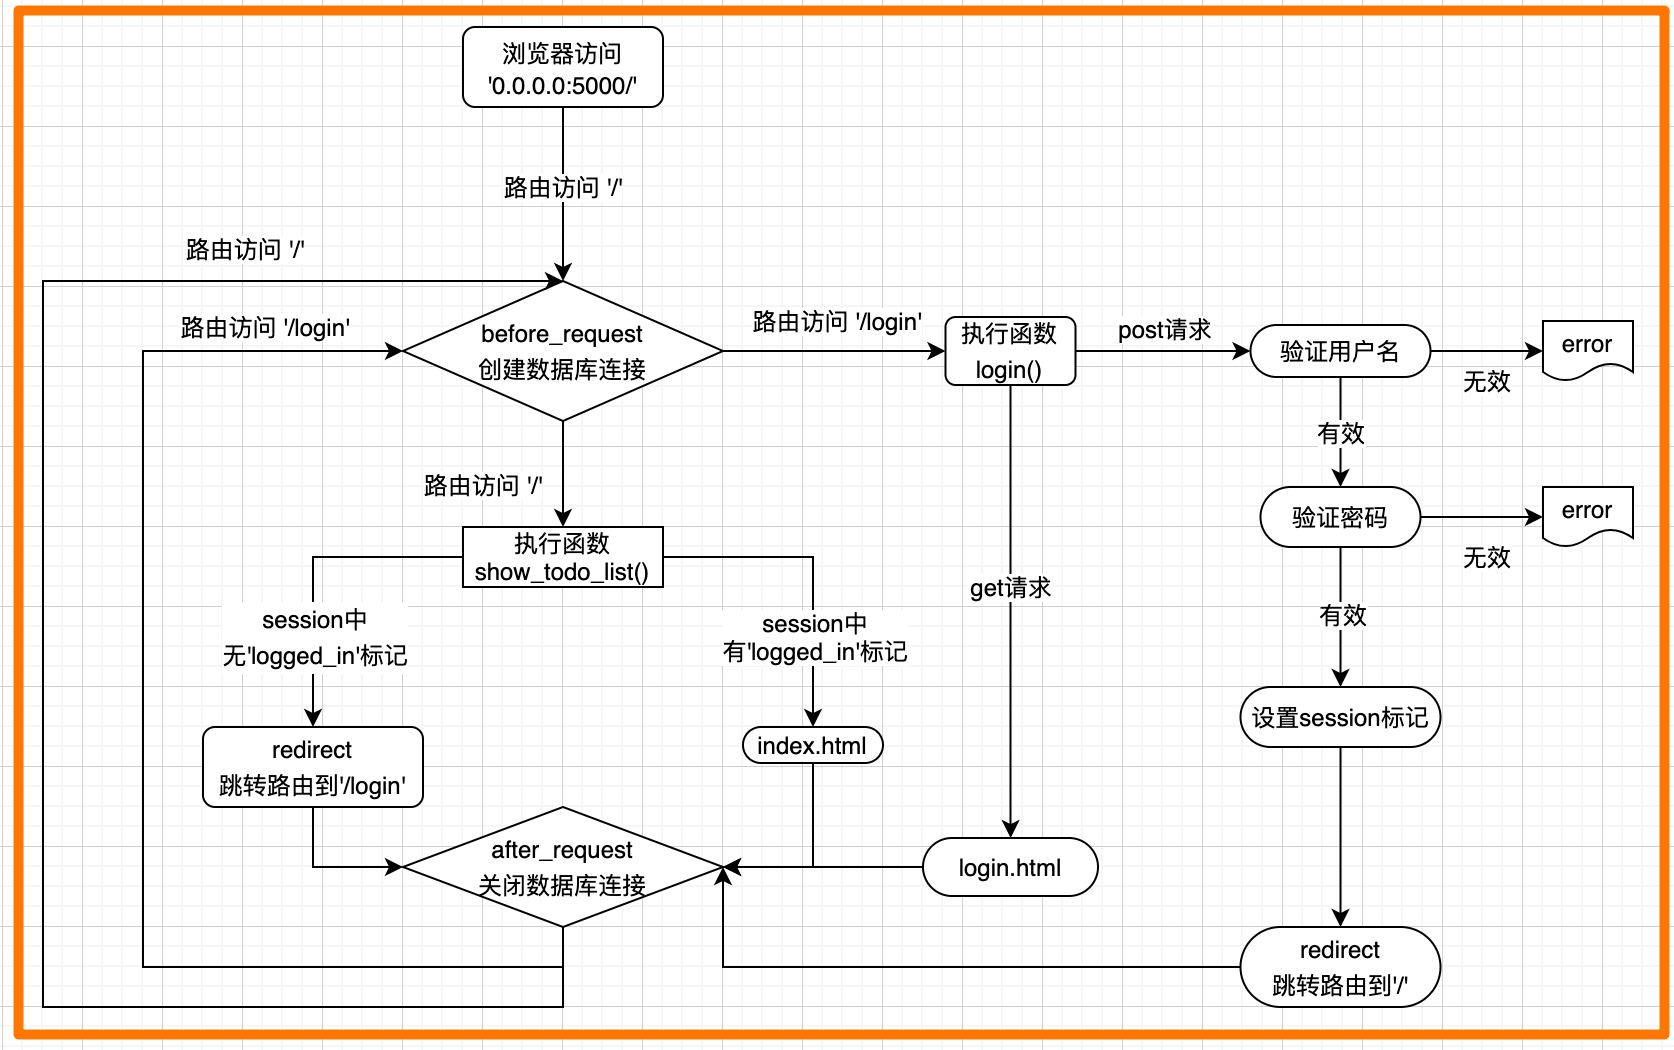 浏览器访问
'0.0.0.0:5000/'
路由访问 '/'
路由访问 '/'
路由访问 '/login'
before_request
创建数据库连接
路由访问 '/login'
执行函数
login()
post请求
验证用户名
无效
error
有效
验证密码
无效
error
有效
设置session标记
redirect
跳转路由到'/'
get请求
login.html
路由访问 '/'
执行函数
show_todo_list()
session中
无'logged_in'标记
session中
有'logged_in'标记
redirect
跳转路由到'/login'
index.html
after_request
关闭数据库连接